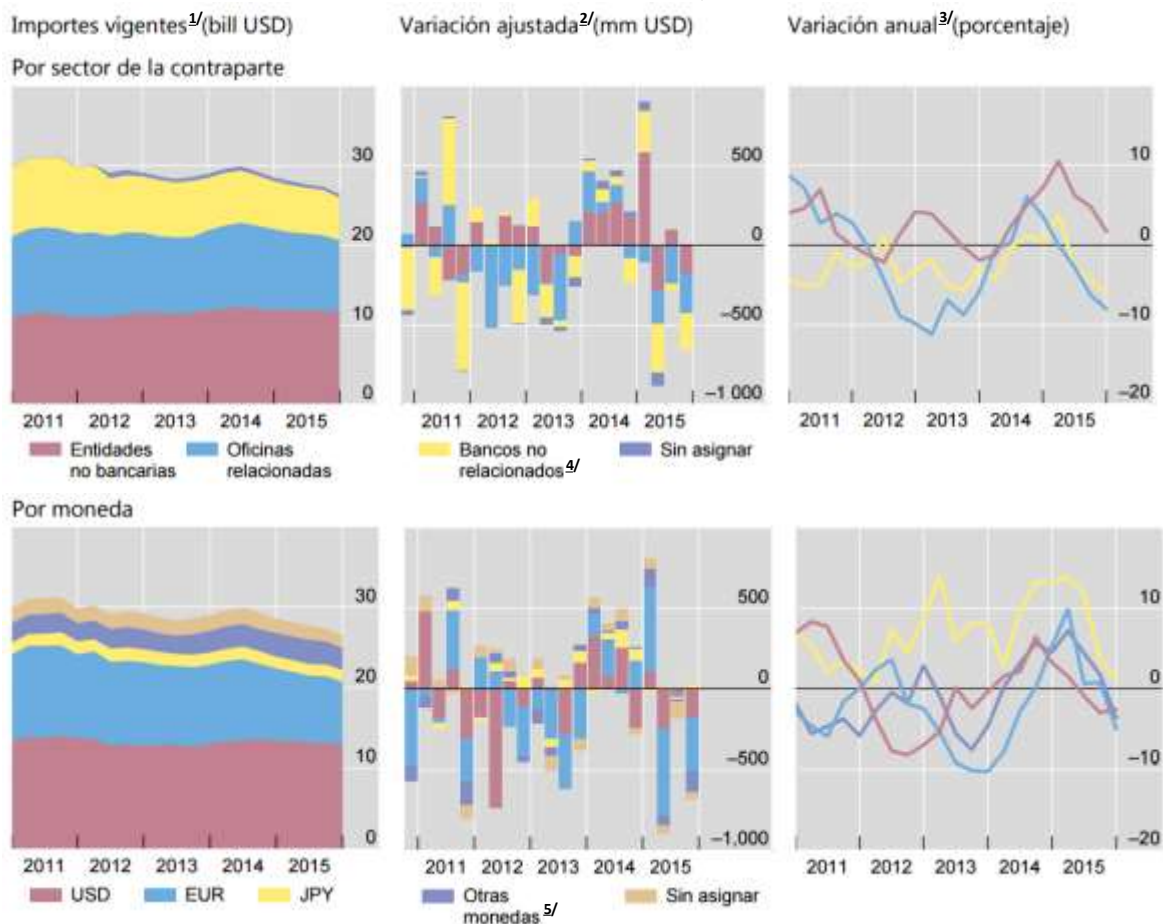 Importes vigentes1/(bill USD)
Variación ajustada2/(mm USD)
Variación anual3/(porcentaje)
Por sector de la contraparte
30
20
10
0
2011 2012 2013 2014 2015
500
0
–500
–1 000
2011 2012 2013 2014 2015
10
0
–10
–20
2011 2012 2013 2014 2015
Entidades
no bancarias
Oficinas
relacionadas
Bancos no
relacionados4/
Sin asignar
Por moneda
30
20
10
0
2011 2012 2013 2014 2015
500
0
–500
–1,000
2011 2012 2013 2014 2015
10
0
–10
–20
2011 2012 2013 2014 2015
USD
EUR
JPY
Otras
monedas 5/
Sin asignar